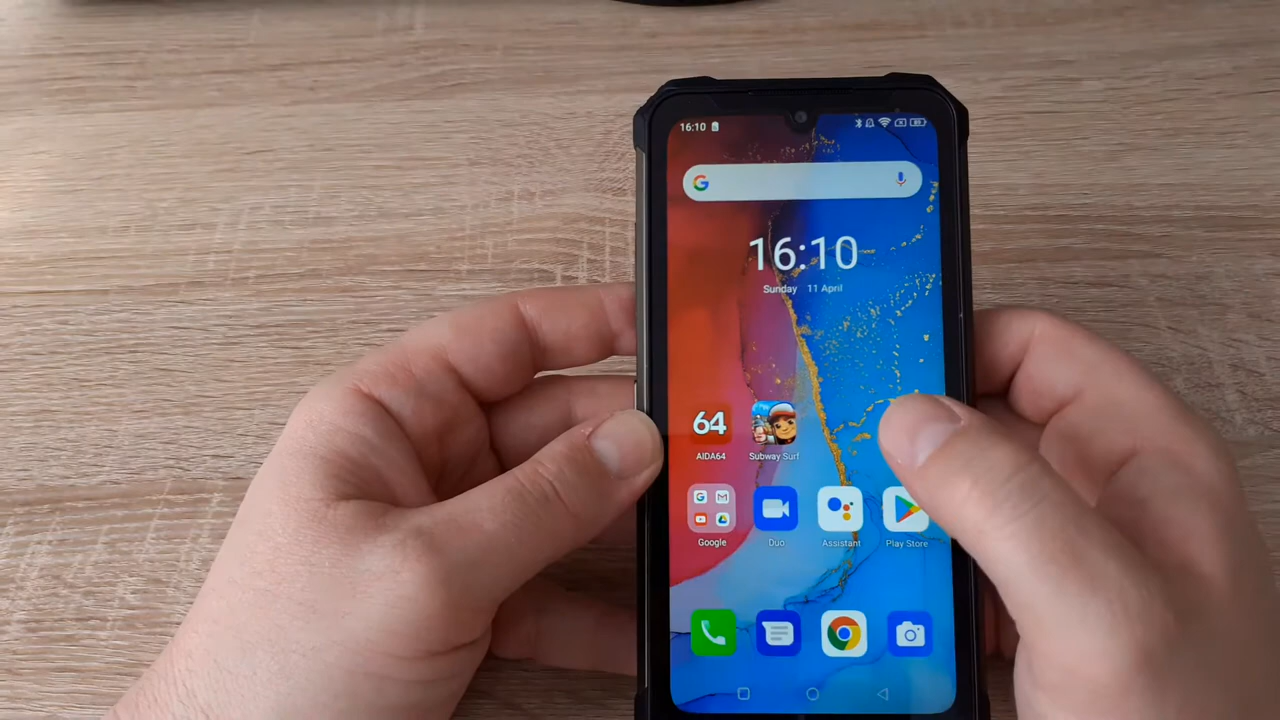 16:10
16:10
Sunday 11 April
64
AIDA64 Subway Surf
Google Duo Assistant Play Store